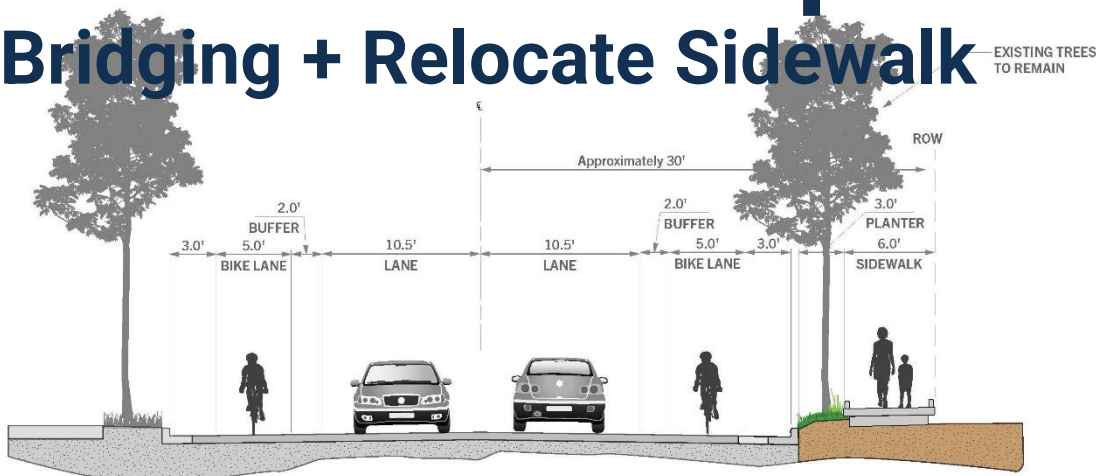 Bridging + Relocate Sidewalk
EXISTING TREES
TO REMAIN
℄
ROW
Approximately 30'
2.0'
BUFFER
2.0'
BUFFER
3.0'
PLANTER
3.0'
5.0'
BIKE LANE
10.5'
LANE
10.5'
LANE
5.0'
BIKE LANE
3.0'
6.0'
SIDEWALK